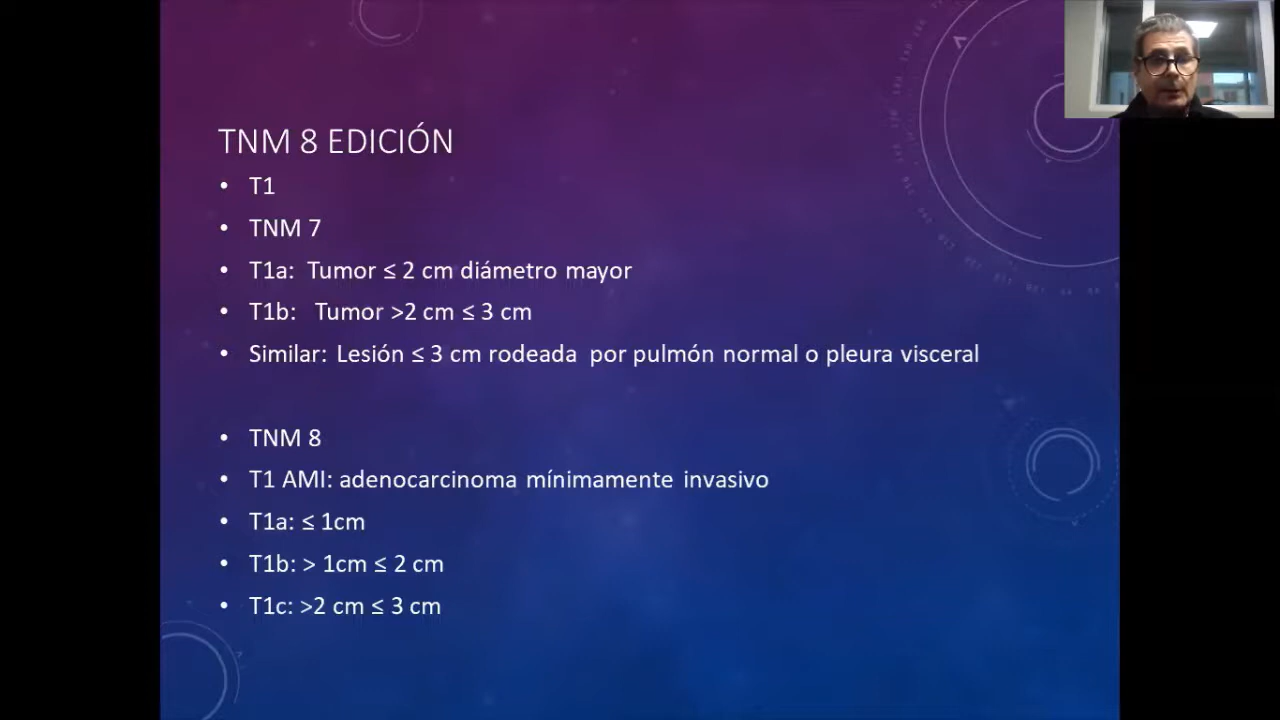 TNM 8 EDICIÓN
• T1
• TNM 7
• T1a: Tumor ≤ 2 cm diámetro mayor
• T1b: Tumor >2 cm ≤ 3 cm
• Similar: Lesión ≤ 3 cm rodeada por pulmón normal o pleura visceral
• TNM 8
• T1 AMI: adenocarcinoma mínimamente invasivo
• T1a: ≤ 1cm
• T1b: > 1cm ≤ 2 cm
• T1c: >2 cm ≤ 3 cm